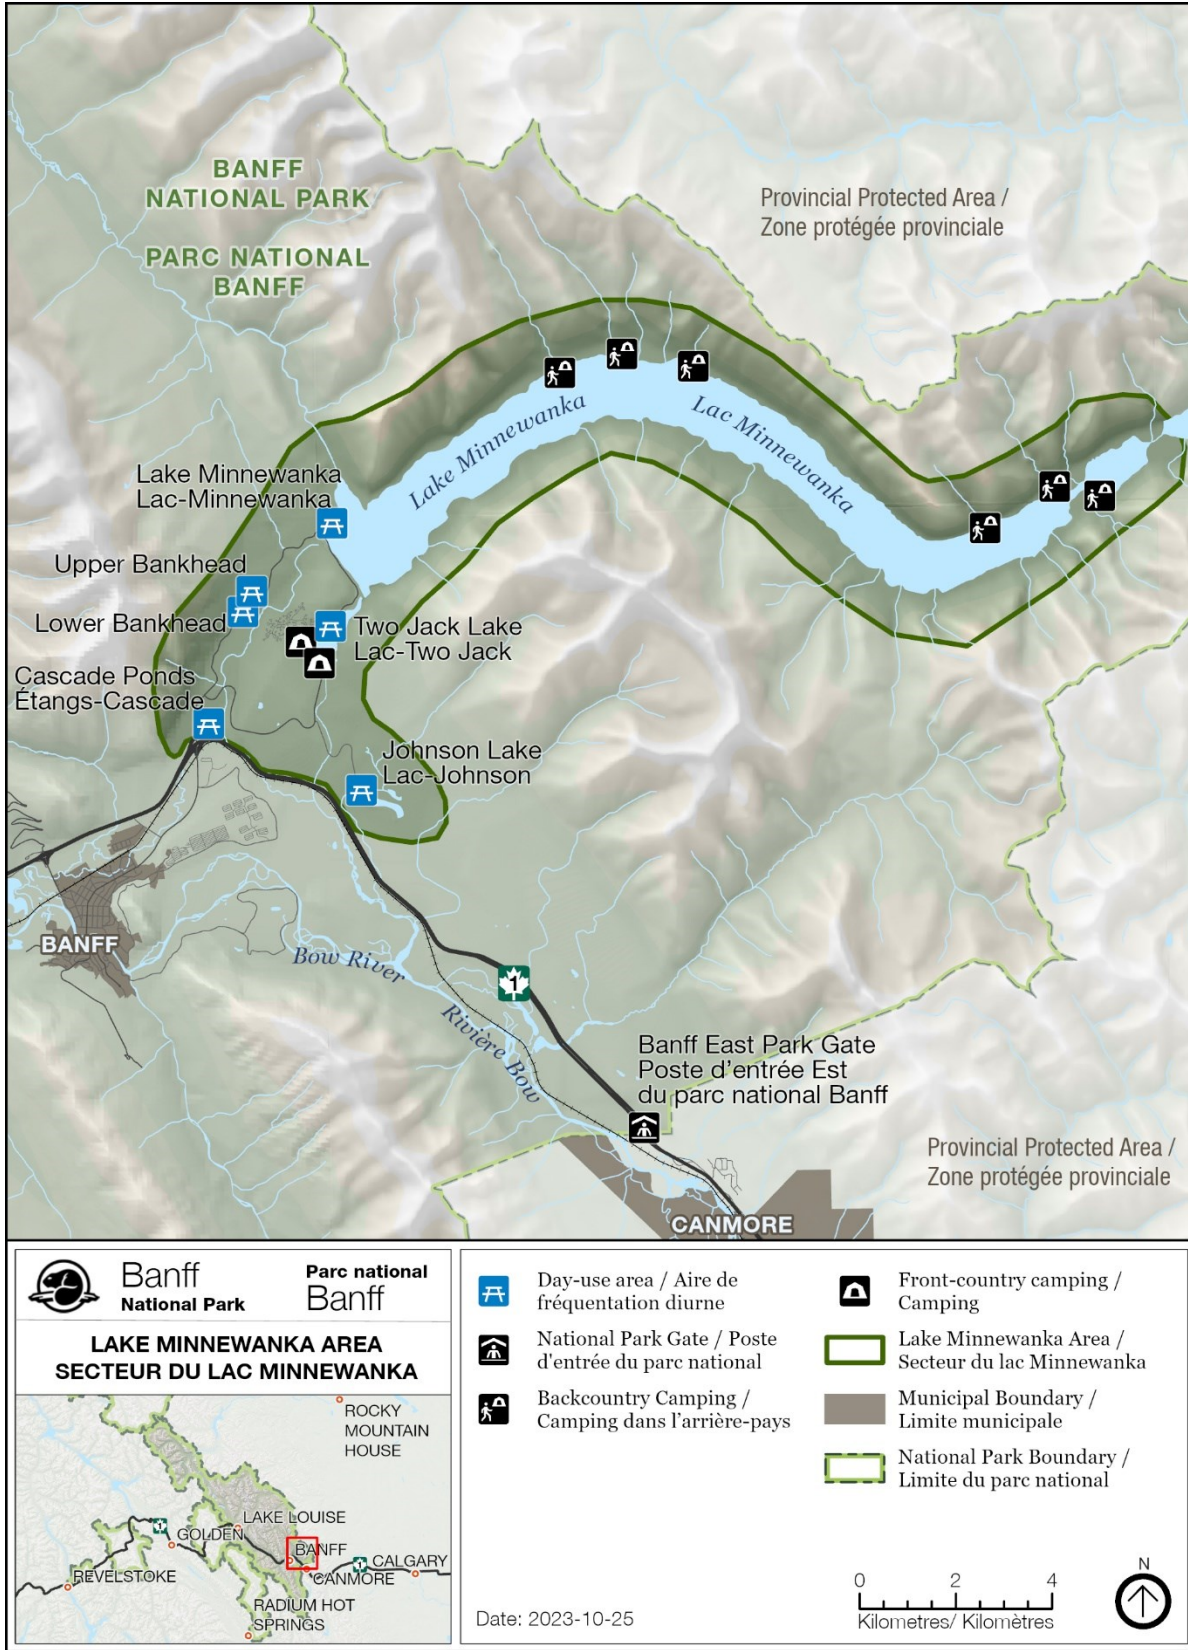 BANFF
NATIONAL PARK
PARC NATIONAL
BANFF
Provincial Protected Area /
Zone protégée provinciale
Lake Minnewanka
Lac Minnewanka
Lake Minnewanka
Lac-Minnewanka
Upper Bankhead
Lower Bankhead
Two Jack Lake
Lac-Two Jack
Cascade Ponds
Étangs-Cascade
Johnson Lake
Lac-Johnson
BANFF
Bow River
Rivière Bow
1
Banff East Park Gate
Poste d'entrée Est
du parc national Banff
Provincial Protected Area /
Zone protégée provinciale
CANMORE
Banff
National Park
Parc national
Banff
LAKE MINNEWANKA AREA
SECTEUR DU LAC MINNEWANKA
ROCKY
MOUNTAIN
HOUSE
LAKE LOUISE
1
GOLDEN
BANFF
1
CALGARY
CANMORE
REVELSTOKE
RADIUM HOT
SPRINGS
Day-use area / Aire de
fréquentation diurne
National Park Gate / Poste
d'entrée du parc national
Backcountry Camping /
Camping dans l'arrière-pays
Front-country camping /
Camping
Lake Minnewanka Area /
Secteur du lac Minnewanka
Municipal Boundary /
Limite municipale
National Park Boundary /
Limite du parc national
Date: 2023-10-25
0 2 4
Kilometres/ Kilomètres
N